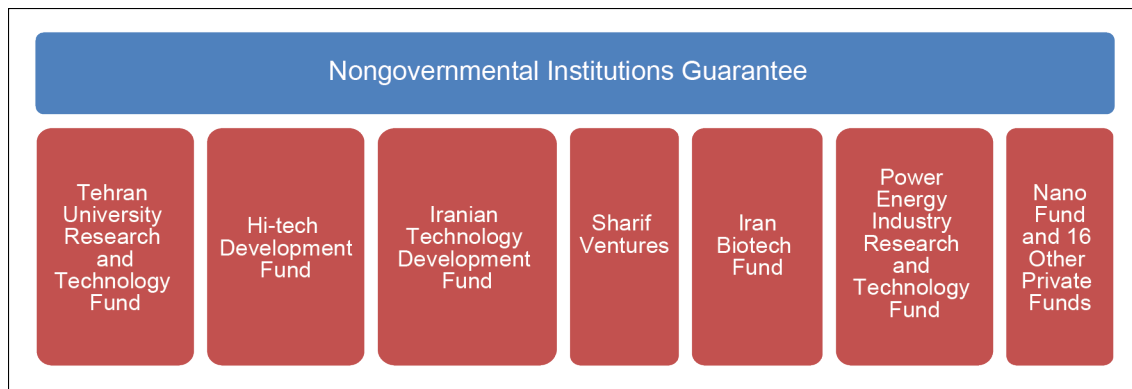 Nongovernmental Institutions Guarantee
Tehran
University
Research
and
Technology
Fund
Hi-tech
Development
Fund
Iranian
Technology
Development
Fund
Sharif
Ventures
Iran
Biotech
Fund
Power
Energy
Industry
Research
and
Technology
Fund
Nano
Fund
and 16
Other
Private
Funds